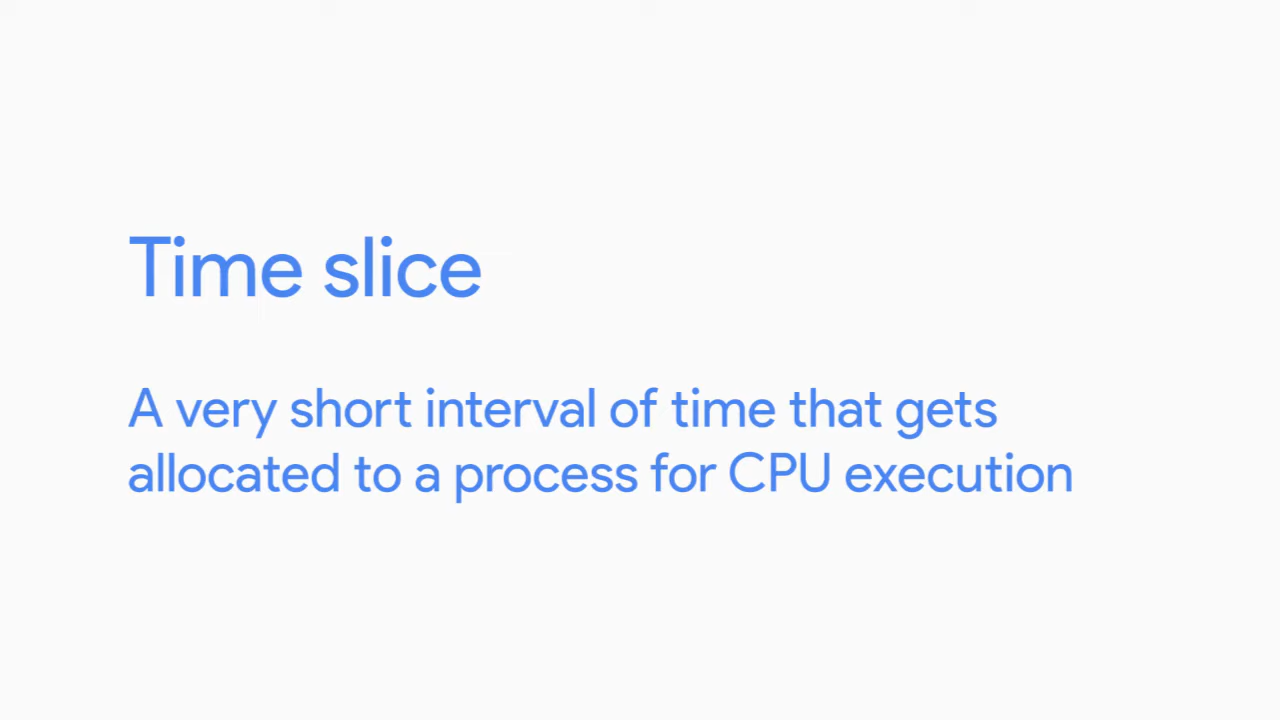 Time slice
A very short interval of time that gets
allocated to a process for CPU execution